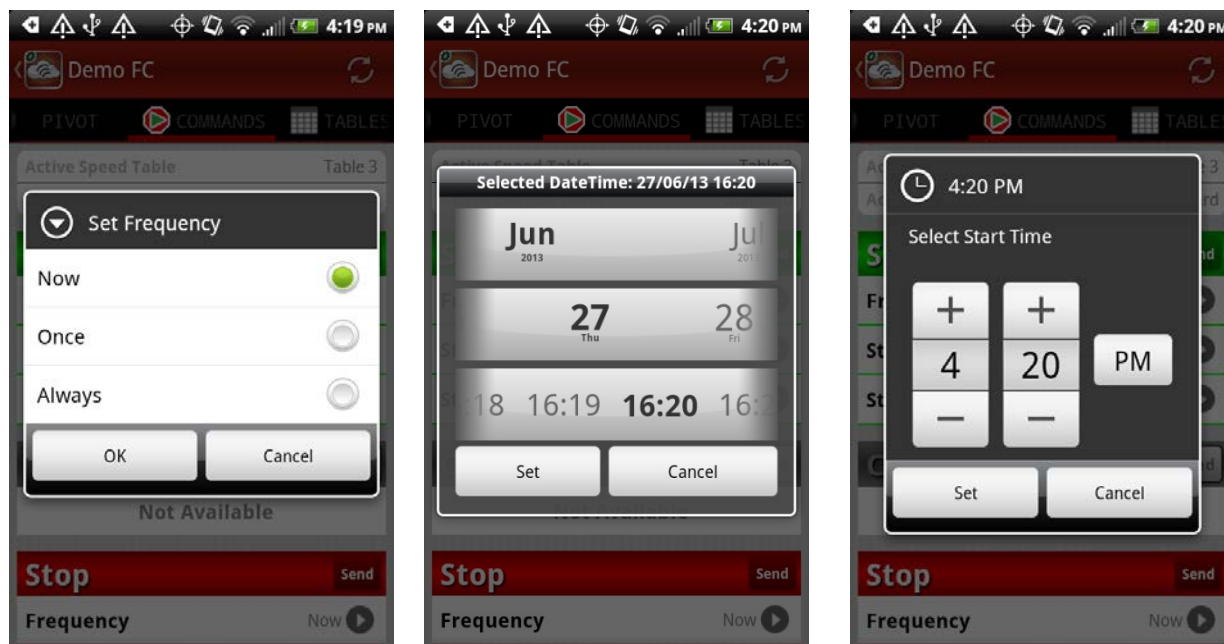 4:19 PM
Demo FC
PIVOT COMMANDS TABLES
Active Speed Table Table 3
Set Frequency
Now
Once
Always
OK Cancel
Not Available
Stop Send
Frequency Now
4:20 PM
Demo FC
PIVOT COMMANDS TABLES
Selected DateTime: 27/06/13 16:20
Jun Jul
2013
27 28
Thu Fri
18 16:19 16:20 16:2
Set Cancel
Stop Send
Frequency Now
4:20 PM
Demo FC
PIVOT COMMANDS TABLE
4:20 PM
Select Start Time
+ +
4 20 PM
− −
Set Cancel
Stop Send
Frequency Now